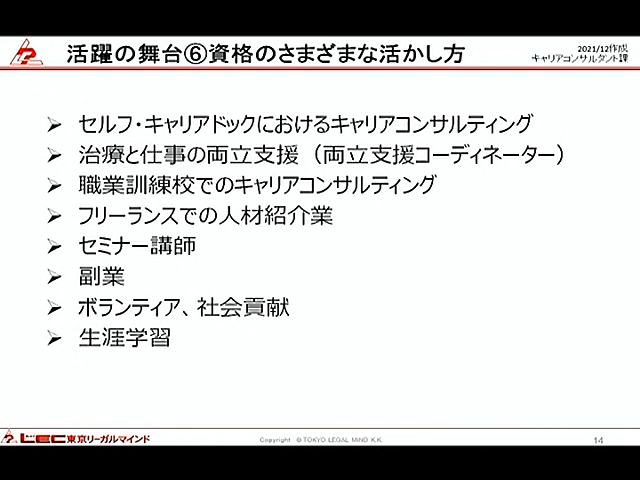 活躍の舞台⑥資格のさまざまな活かし方
2021/12作成
キャリアコンサルタント課
➢ セルフ・キャリアドックにおけるキャリアコンサルティング
➢ 治療と仕事の両立支援（両立支援コーディネーター）
➢ 職業訓練校でのキャリアコンサルティング
➢ フリーランスでの人材紹介業
➢ セミナー講師
➢ 副業
➢ ボランティア、社会貢献
➢ 生涯学習
LEC東京リーガルマインド
Copyright © TOKYO LEGAL MIND K.K.
14